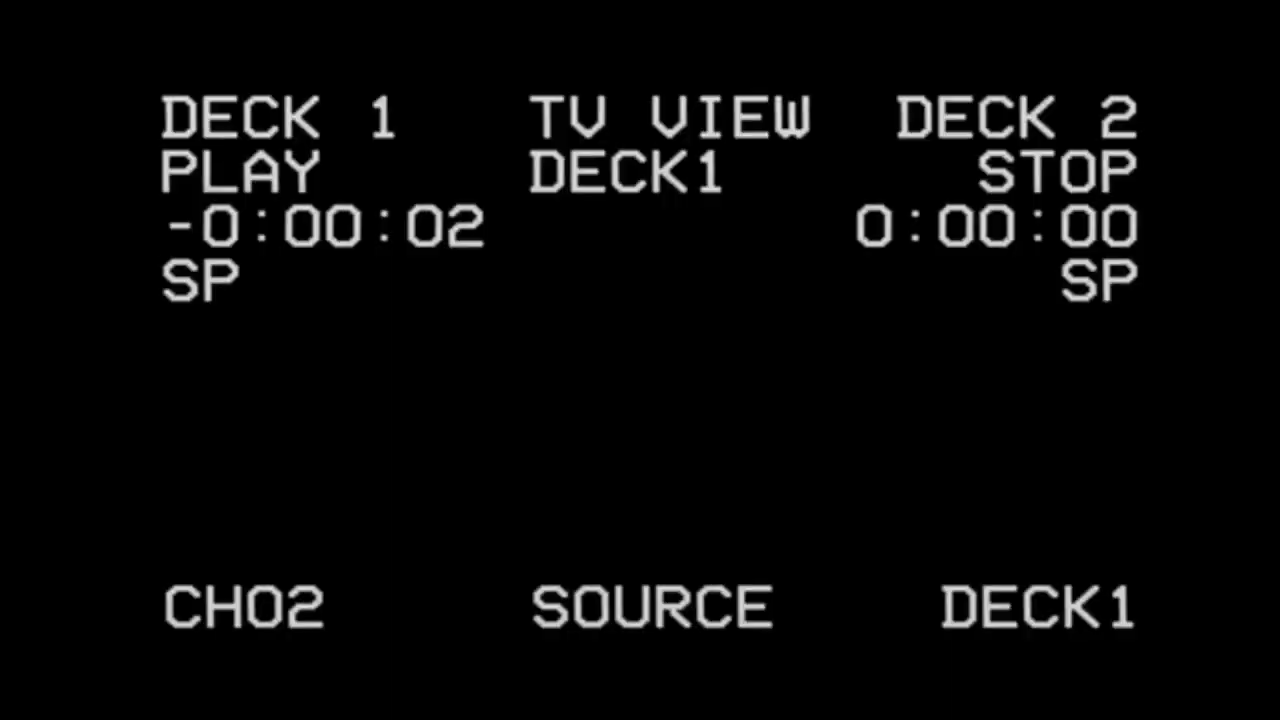 DECK 1 TV VIEW DECK 2
PLAY DECK1 STOP
-0:00:02 0:00:00
SP SP
CH02 SOURCE DECK1